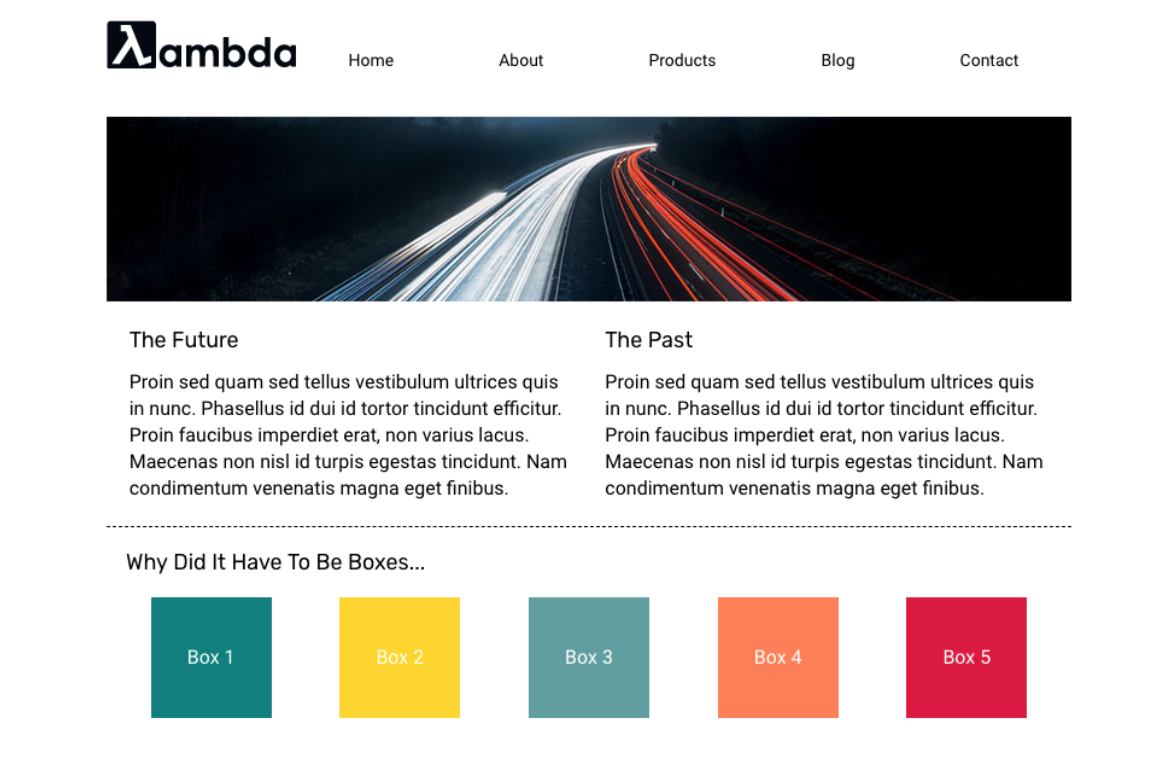 λambda
Home About Products Blog Contact
The Future
Proin sed quam sed tellus vestibulum ultrices quis
in nunc. Phasellus id dui id tortor tincidunt efficitur.
Proin faucibus imperdiet erat, non varius lacus.
Maecenas non nisl id turpis egestas tincidunt. Nam
condimentum venenatis magna eget finibus.
The Past
Proin sed quam sed tellus vestibulum ultrices quis
in nunc. Phasellus id dui id tortor tincidunt efficitur.
Proin faucibus imperdiet erat, non varius lacus.
Maecenas non nisl id turpis egestas tincidunt. Nam
condimentum venenatis magna eget finibus.
Why Did It Have To Be Boxes...
Box 1 Box 2 Box 3 Box 4 Box 5